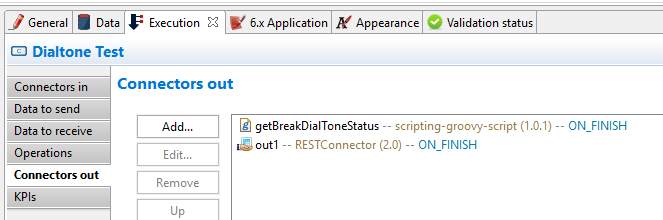 General Data Execution 6.x Application Appearance Validation status
Dialtone Test
Connectors in
Data to send
Data to receive
Operations
Connectors out
KPIs
Connectors out
Add...
Edit...
Remove
Up
getBreakDialToneStatus -- scripting-groovy-script (1.0.1) -- ON_FINISH
out1 -- RESTConnector (2.0) -- ON_FINISH